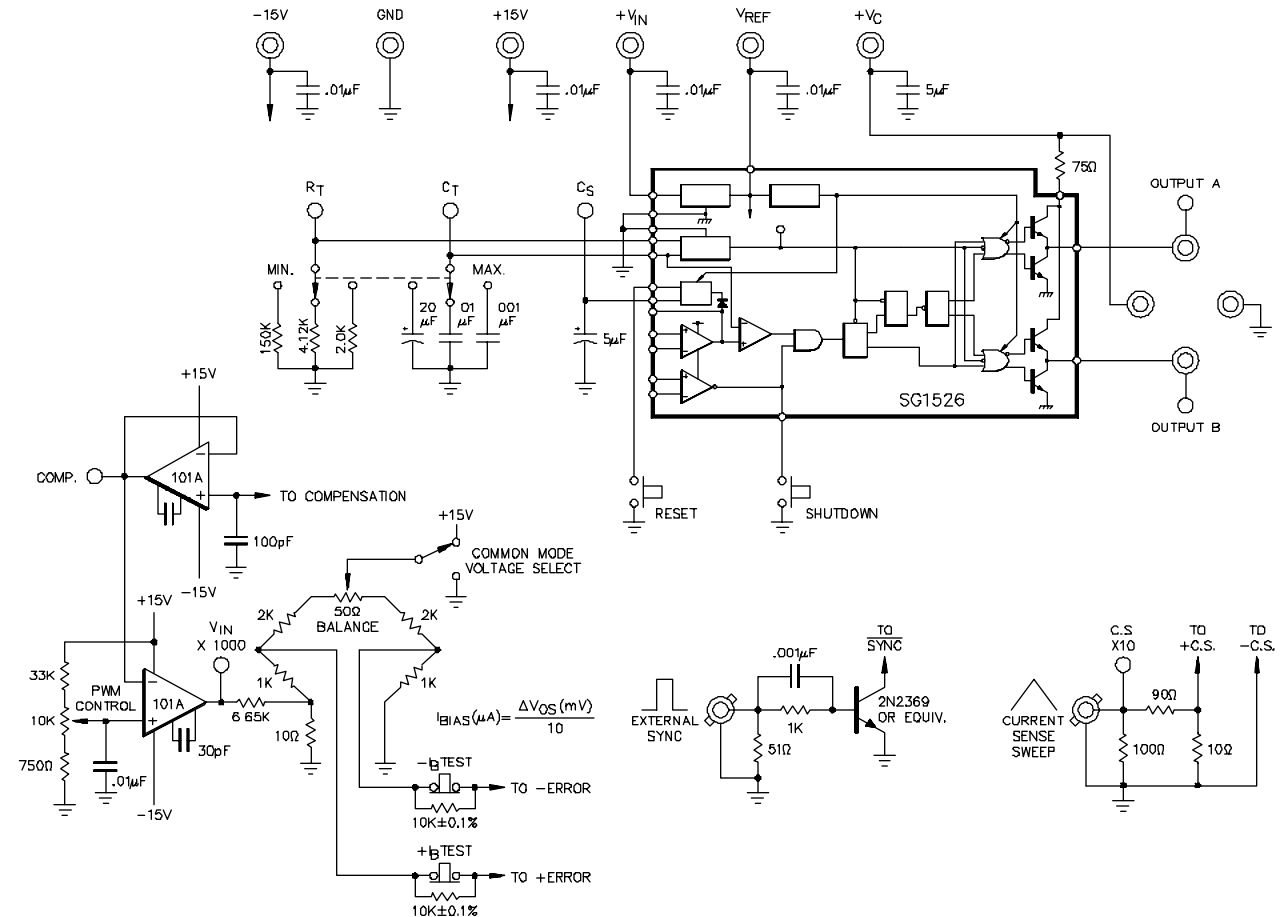 -15V
GND
+15V
+VIN
VREF
+VC
.01µF
.01µF
.01µF
.01µF
5µF
75Ω
OUTPUT A
RT
CT
CS
MIN.
MAX.
20 µF
.01 µF
.001 µF
5µF
150K
4.12K
2.0K
SG1526
OUTPUT B
+15V
COMP.
101A
TO COMPENSATION
100pF
-15V
RESET
SHUTDOWN
+15V
COMMON MODE
VOLTAGE SELECT
+15V
VIN
X 1000
2K
50Ω
BALANCE
2K
33K
PWM
CONTROL
10K
101A
1K
1K
6.65K
10Ω
30pF
750Ω
.01µF
-15V
IBIAS(µA)=ΔVOS(mV)/10
-IB TEST
TO -ERROR
10K±0.1%
+IB TEST
TO +ERROR
10K±0.1%
EXTERNAL
SYNC
.001µF
1K
51Ω
TO
SYNC
2N2369
OR EQUIV.
CURRENT
SENSE
SWEEP
C.S
X10
TO
+C.S.
TO
-C.S.
90Ω
100Ω
10Ω